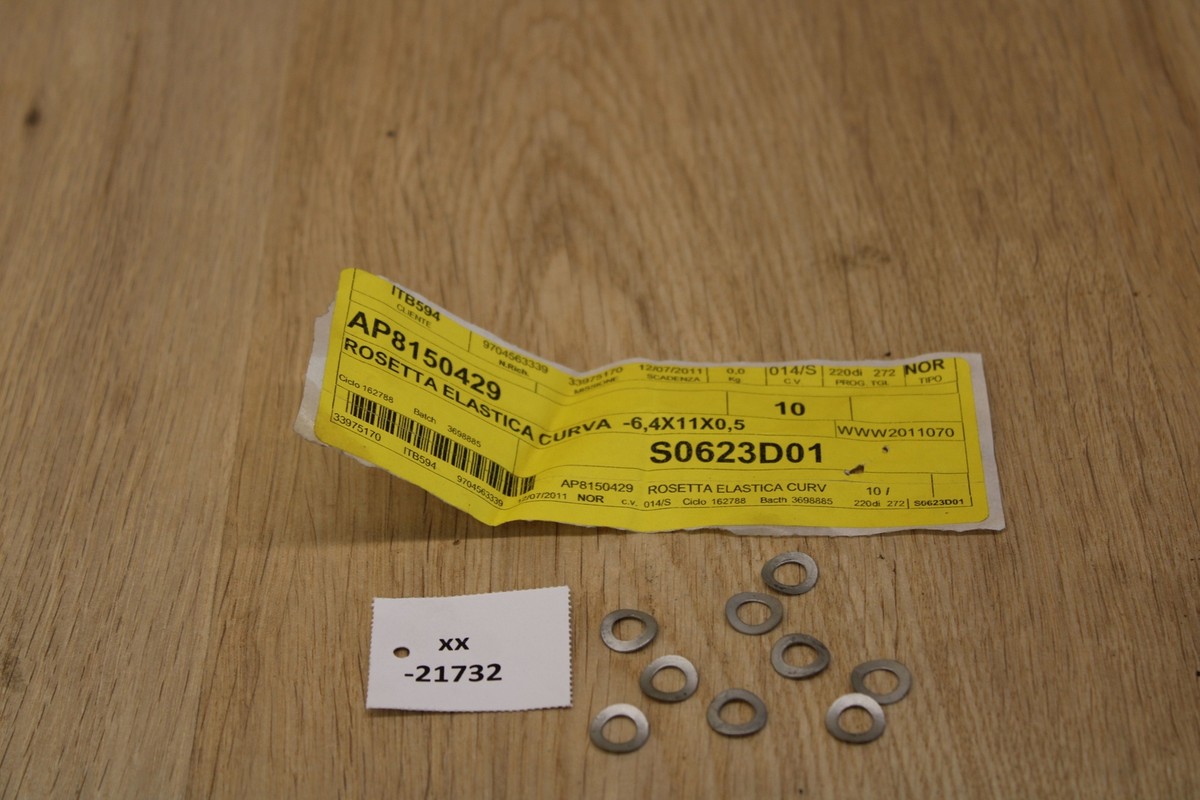 ITB594
CLIENTE
9704563339
N.Rich.
33975170
MISSIONE
12/07/2011
SCADENZA
0,0
Kg
014/S
C.V
220di 272
PROG. TGL
NOR
TIPO
AP8150429
10
ROSETTA ELASTICA CURVA -6,4X11X0,5
WWW2011070
Ciclo 162788 Batch 3698885
S0623D01
33975170 ITB594 9704563339
AP8150429 ROSETTA ELASTICA CURV 10 /
12/07/2011 NOR C.V. 014/S Ciclo 162788 Bacth 3698885 220di 272 S0623D01
xx
-21732